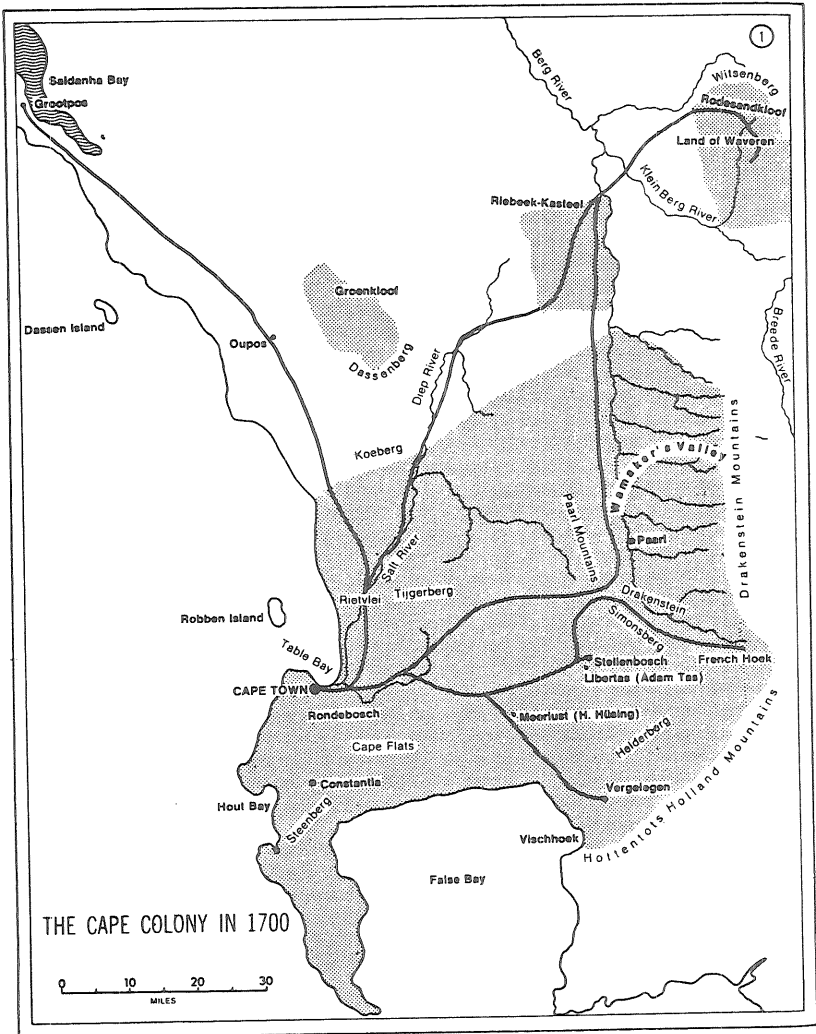 1
Saldanha Bay
Grootpos
Berg River
Witsenberg
Rodesandkloof
Land of Waveren
Klein Berg River
Riebeek-Kasteel
Groenkloof
Dassen Island
Oupos
Dassenberg
Diep River
Breede River
Koeberg
Wamaker's Valley
Drakenstein Mountains
Paarl Mountains
Paarl
Salt River
Rietvlei
Tijgerberg
Robben Island
Drakenstein
Simonsberg
Table Bay
Stellenbosch
French Hoek
Libertas (Adam Tas)
CAPE TOWN
Rondebosch
Meerlust (H. Hüsing)
Cape Flats
Helderberg
Constantia
Vergelegen
Hout Bay
Steenberg
Vischhoek
Hottentots Holland Mountains
False Bay
THE CAPE COLONY IN 1700
0 10 20 30
MILES